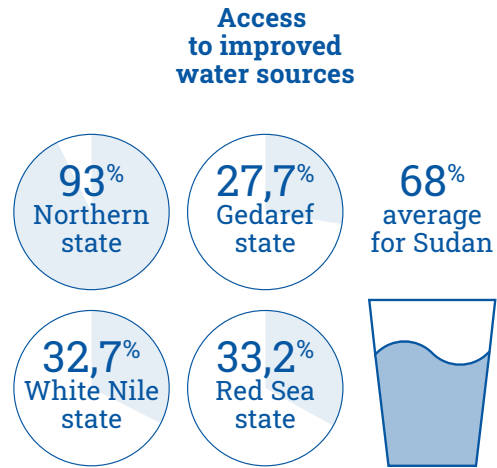 Access
to improved
water sources
93%
Northern
state
27,7%
Gedaref
state
68%
average
for Sudan
32,7%
White Nile
state
33,2%
Red Sea
state